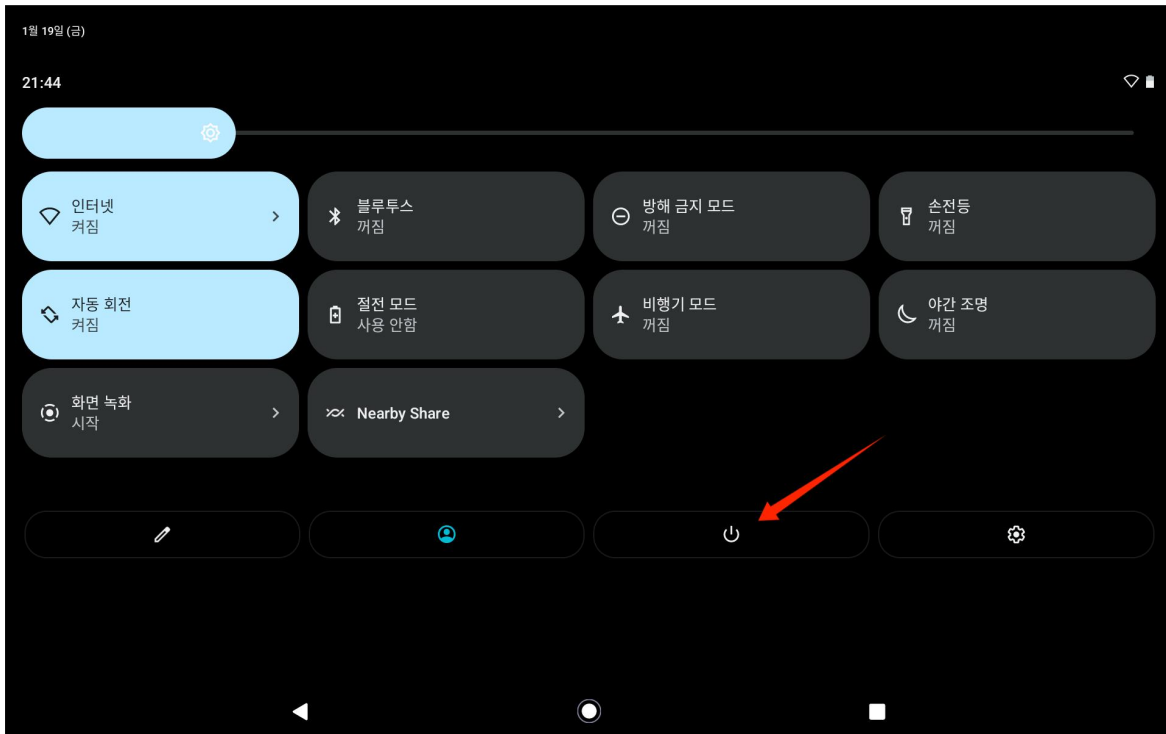 1월 19일 (금)
21:44
인터넷
켜짐
블루투스
꺼짐
방해 금지 모드
꺼짐
손전등
꺼짐
자동 회전
켜짐
절전 모드
사용 안함
비행기 모드
꺼짐
야간 조명
꺼짐
화면 녹화
시작
Nearby Share